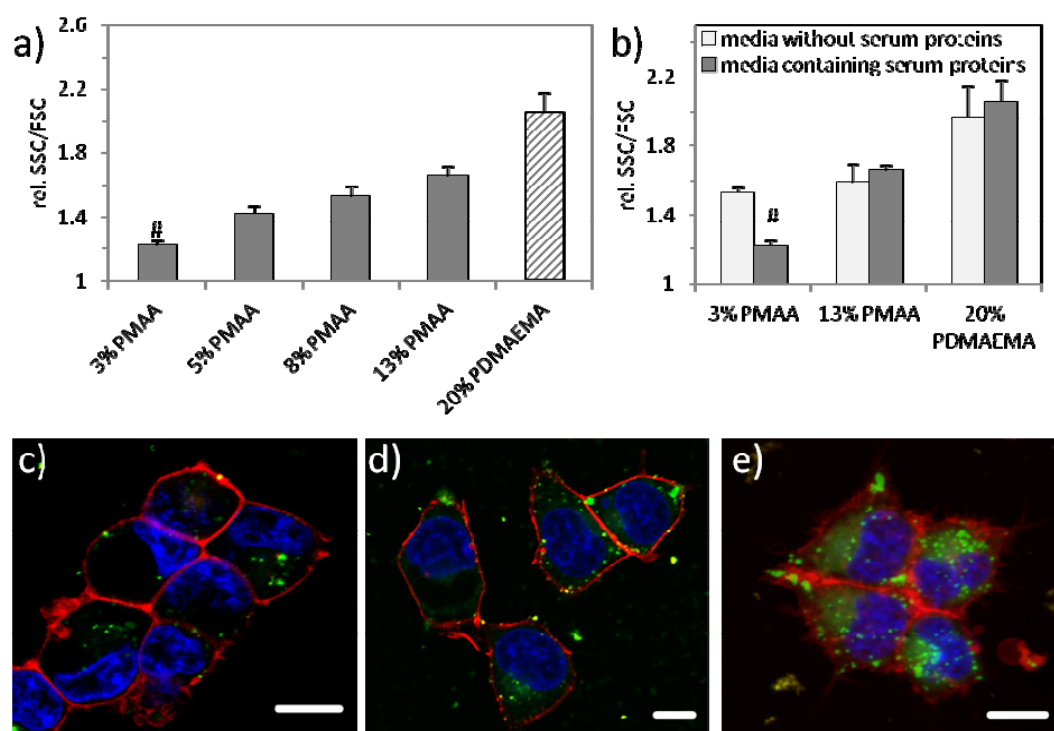 a)
2.6
2.2
1.8
1.4
1
rel. SSC/FSC
#
3% PMAA
5% PMAA
8% PMAA
13% PMAA
20% PDMAEMA
b)
media without serum proteins
media containing serum proteins
2.2
1.8
1.4
1
rel. SSC/FSC
#
3% PMAA
13% PMAA
20%
PDMAEMA
c)
d)
e)